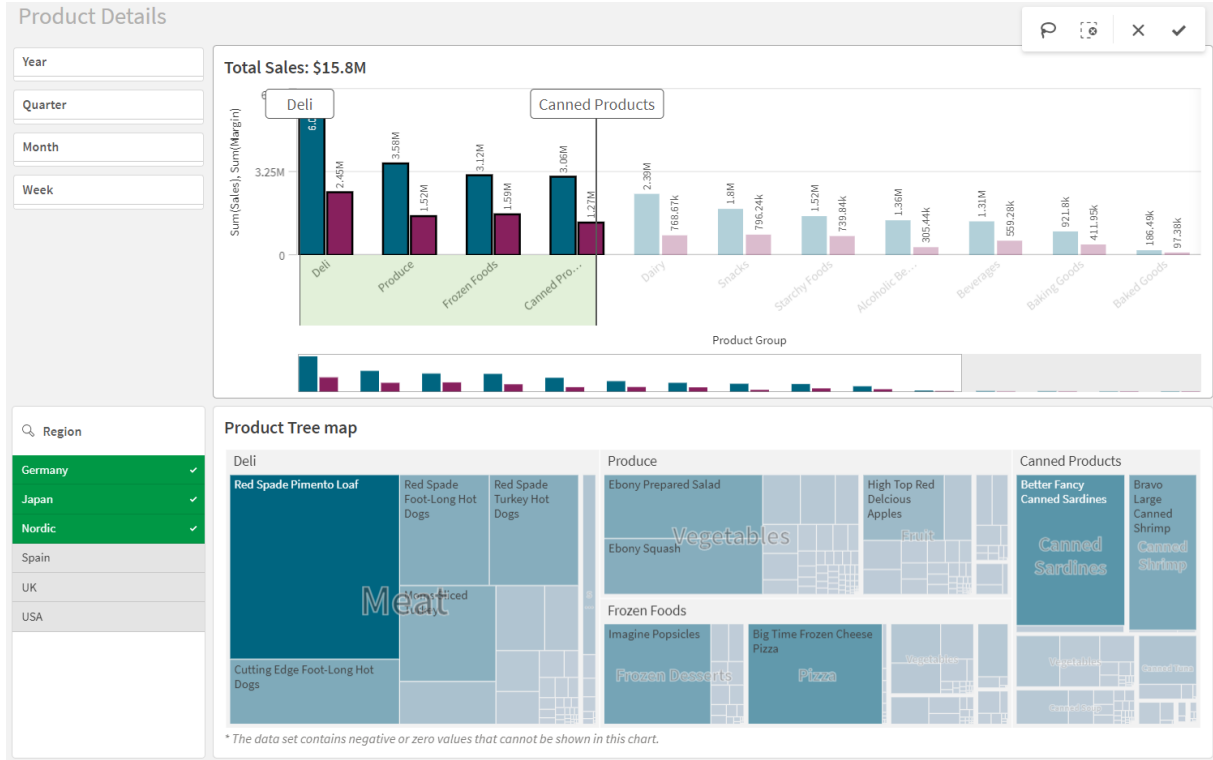 Product Details
Year
Quarter
Month
Week
Total Sales: $15.8M
Deli
Canned Products
Sum(Sales), Sum(Margin)
3.25M
0
2.45M
3.58M
1.52M
3.12M
1.59M
3.06M
1.27M
2.39M
768.67k
1.8M
796.24k
1.52M
739.84k
1.36M
305.44k
1.31M
559.28k
921.8k
411.95k
186.49k
97.38k
Deli
Produce
Frozen Foods
Canned Pro...
Dairy
Snacks
Starchy Foods
Alcoholic Be...
Beverages
Baking Goods
Baked Goods
Product Group
Region
Germany
Japan
Nordic
Spain
UK
USA
Product Tree map
Deli
Red Spade Pimento Loaf
Red Spade
Foot-Long Hot
Dogs
Red Spade
Turkey Hot
Dogs
Meat
Cutting Edge Foot-Long Hot
Dogs
Produce
Ebony Prepared Salad
Vegetables
Ebony Squash
High Top Red
Delcious
Apples
Fruit
Frozen Foods
Imagine Popsicles
Frozen Desserts
Big Time Frozen Cheese
Pizza
Pizza
Vegetables
Canned Products
Better Fancy
Canned Sardines
Canned
Sardines
Bravo
Large
Canned
Shrimp
Canned
Shrimp
Vegetables
Canned Tuna
* The data set contains negative or zero values that cannot be shown in this chart.